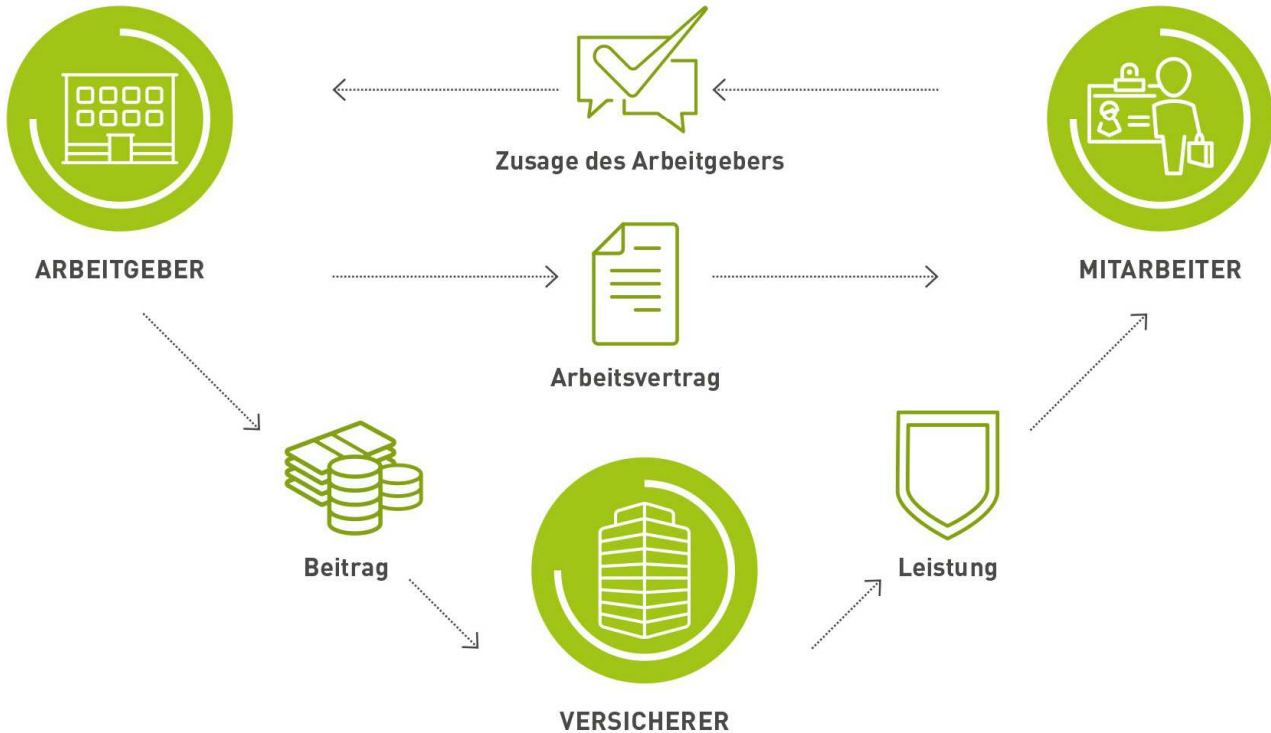 Zusage des Arbeitgebers
ARBEITGEBER
MITARBEITER
Arbeitsvertrag
Beitrag
Leistung
VERSICHERER